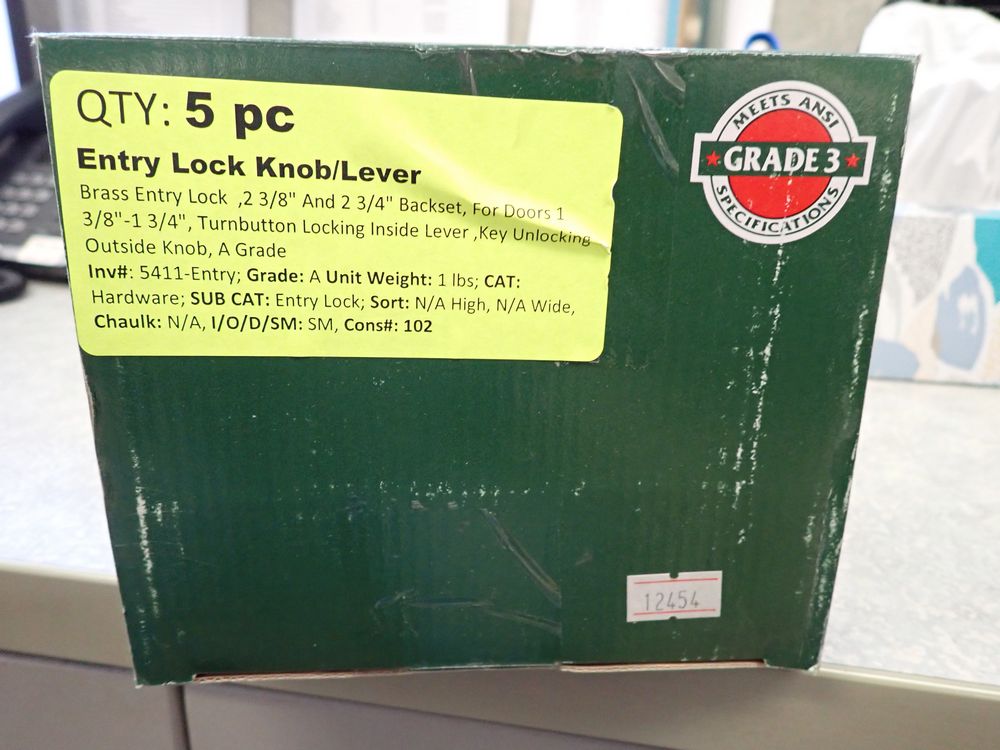 QTY: 5 pc
Entry Lock Knob/Lever
Brass Entry Lock ,2 3/8" And 2 3/4" Backset, For Doors 1
3/8"-1 3/4", Turnbutton Locking Inside Lever ,Key Unlocking
Outside Knob, A Grade
Inv#: 5411-Entry; Grade: A Unit Weight: 1 lbs; CAT:
Hardware; SUB CAT: Entry Lock; Sort: N/A High, N/A Wide,
Chaulk: N/A, I/O/D/SM: SM, Cons#: 102
MEETS ANSI
GRADE 3
SPECIFICATIONS
12454